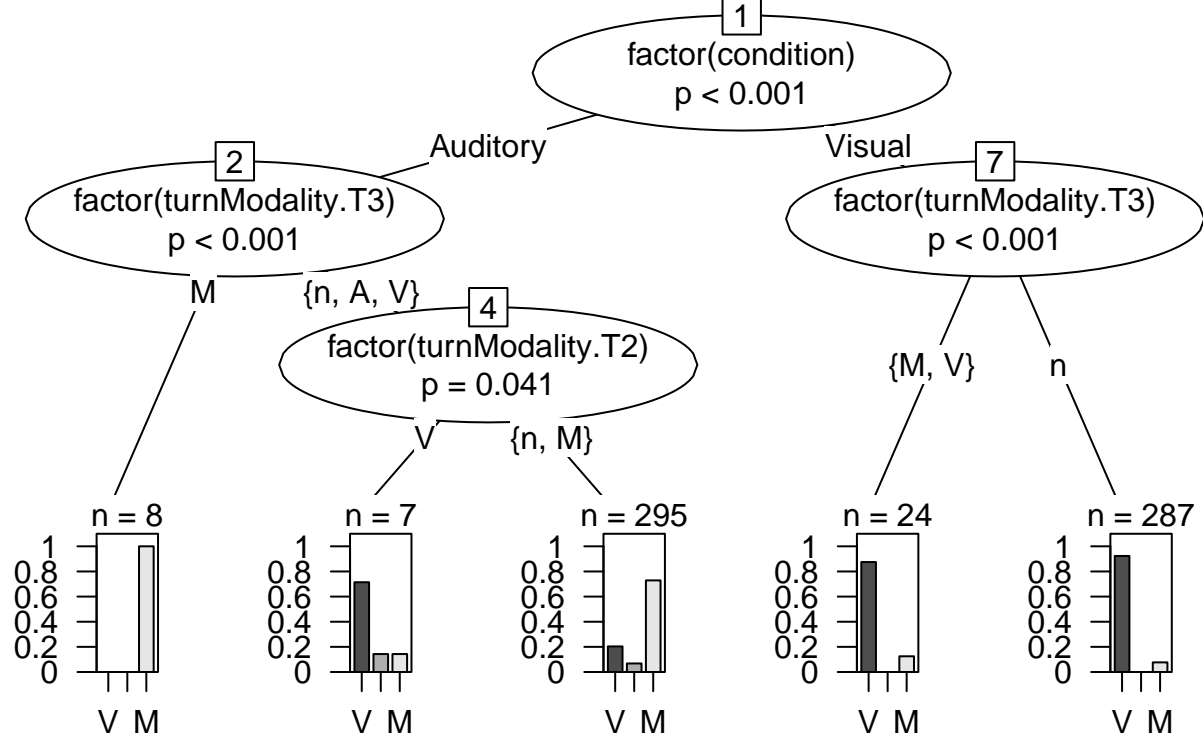 1
factor(condition)
p < 0.001
Auditory
Visual
2
factor(turnModality.T3)
p < 0.001
7
factor(turnModality.T3)
p < 0.001
M
{n, A, V}
4
factor(turnModality.T2)
p = 0.041
{M, V}
n
V
{n, M}
n = 8
1
0.8
0.6
0.4
0.2
0
V M
n = 7
1
0.8
0.6
0.4
0.2
0
V M
n = 295
1
0.8
0.6
0.4
0.2
0
V M
n = 24
1
0.8
0.6
0.4
0.2
0
V M
n = 287
1
0.8
0.6
0.4
0.2
0
V M